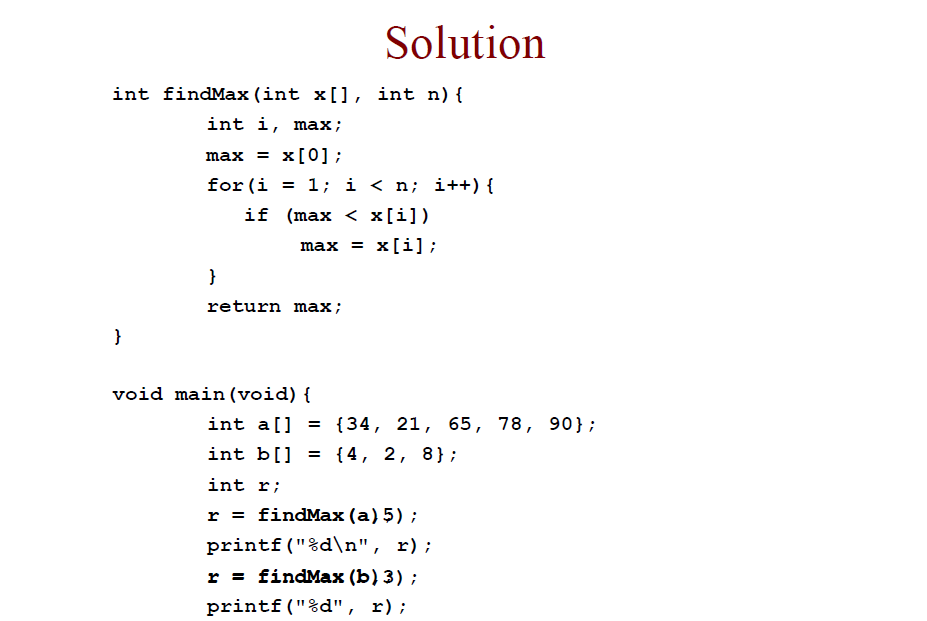 Solution
int findMax(int x[], int n){
int i, max;
max = x[0];
for(i = 1; i < n; i++){
if (max < x[i])
max = x[i];
}
return max;
}
void main(void){
int a[] = {34, 21, 65, 78, 90};
int b[] = {4, 2, 8};
int r;
r = findMax(a),5);
printf("%d\n", r);
r = findMax(b),3);
printf("%d", r);